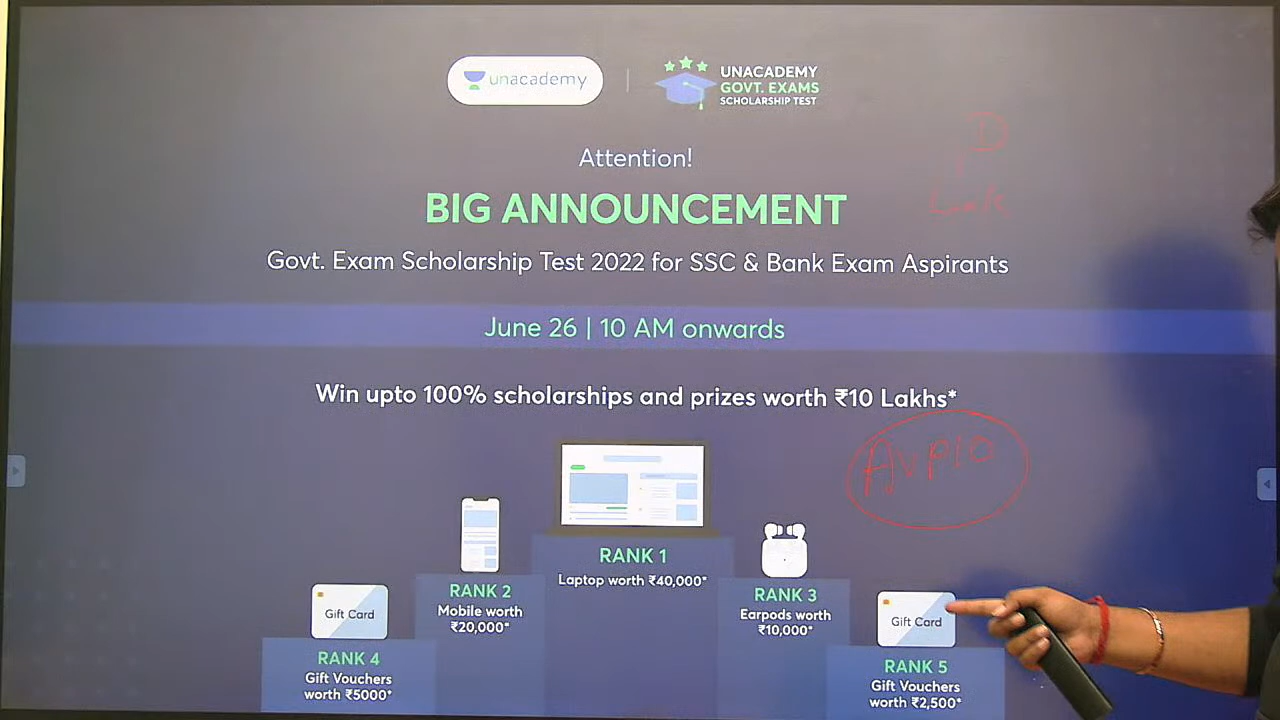 unacademy
UNACADEMY
GOVT. EXAMS
SCHOLARSHIP TEST
Attention!
BIG ANNOUNCEMENT
Govt. Exam Scholarship Test 2022 for SSC & Bank Exam Aspirants
June 26 | 10 AM onwards
Win upto 100% scholarships and prizes worth ₹10 Lakhs*
AVP10
RANK 1
Laptop worth ₹40,000*
RANK 2
Mobile worth
₹20,000*
RANK 3
Earpods worth
₹10,000*
Gift Card
RANK 4
Gift Vouchers
worth ₹5000*
Gift Card
RANK 5
Gift Vouchers
worth ₹2,500*